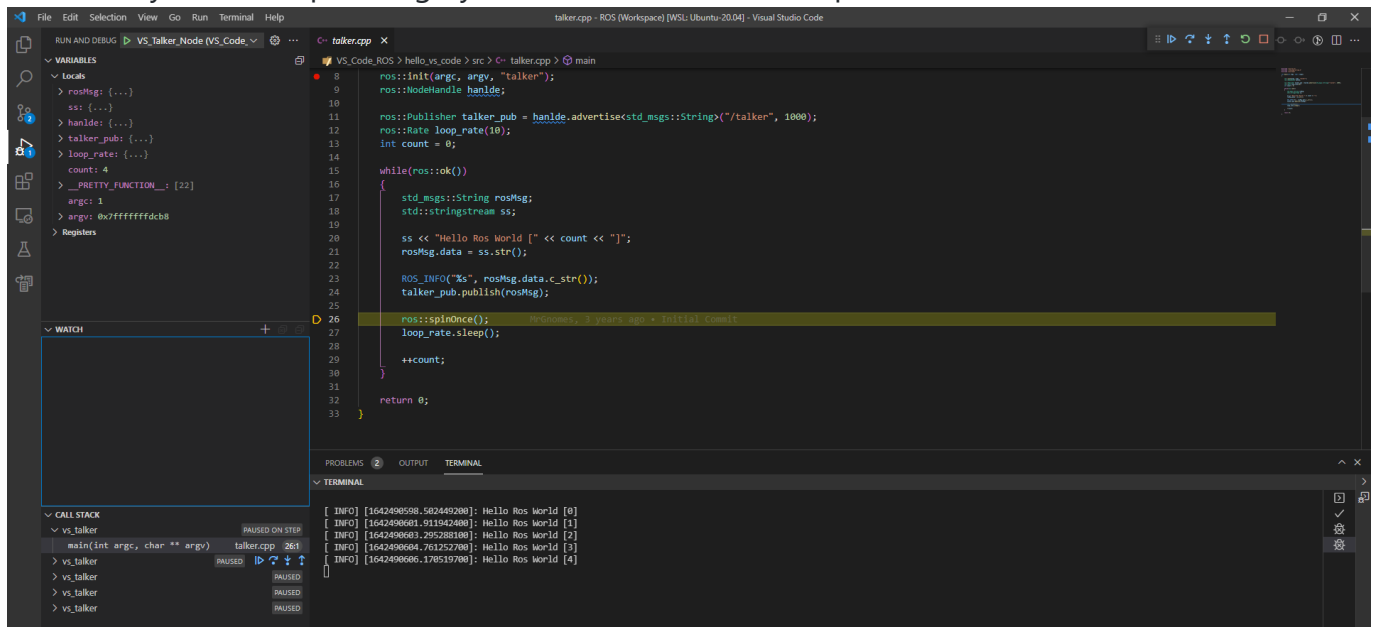 File Edit Selection View Go Run Terminal Help
talker.cpp - ROS (Workspace) [WSL: Ubuntu-20.04] - Visual Studio Code
RUN AND DEBUG VS_Talker_Node (VS_Code_
VARIABLES
Locals
rosMsg: {...}
ss: {...}
hanlde: {...}
talker_pub: {...}
loop_rate: {...}
count: 4
__PRETTY_FUNCTION__: [22]
argc: 1
argv: 0x7fffffffdcb8
Registers
2
1
WATCH
CALL STACK
vs_talker PAUSED ON STEP
main(int argc, char ** argv) talker.cpp 26:1
vs_talker PAUSED
vs_talker PAUSED
vs_talker PAUSED
vs_talker PAUSED
talker.cpp
VS_Code_ROS > hello_vs_code > src > talker.cpp > main
8 ros::init(argc, argv, "talker");
9 ros::NodeHandle hanlde;
10
11 ros::Publisher talker_pub = hanlde.advertise<std_msgs::String>("/talker", 1000);
12 ros::Rate loop_rate(10);
13 int count = 0;
14
15 while(ros::ok())
16 {
17 std_msgs::String rosMsg;
18 std::stringstream ss;
19
20 ss << "Hello Ros World [" << count << "]";
21 rosMsg.data = ss.str();
22
23 ROS_INFO("%s", rosMsg.data.c_str());
24 talker_pub.publish(rosMsg);
25
26 ros::spinOnce(); MrGnomes, 3 years ago • Initial Commit
27 loop_rate.sleep();
28
29 ++count;
30 }
31
32 return 0;
33 }
PROBLEMS 2 OUTPUT TERMINAL
TERMINAL
[ INFO] [1642490598.502449200]: Hello Ros World [0]
[ INFO] [1642490601.911942400]: Hello Ros World [1]
[ INFO] [1642490603.295288100]: Hello Ros World [2]
[ INFO] [1642490604.761252700]: Hello Ros World [3]
[ INFO] [1642490606.170519700]: Hello Ros World [4]